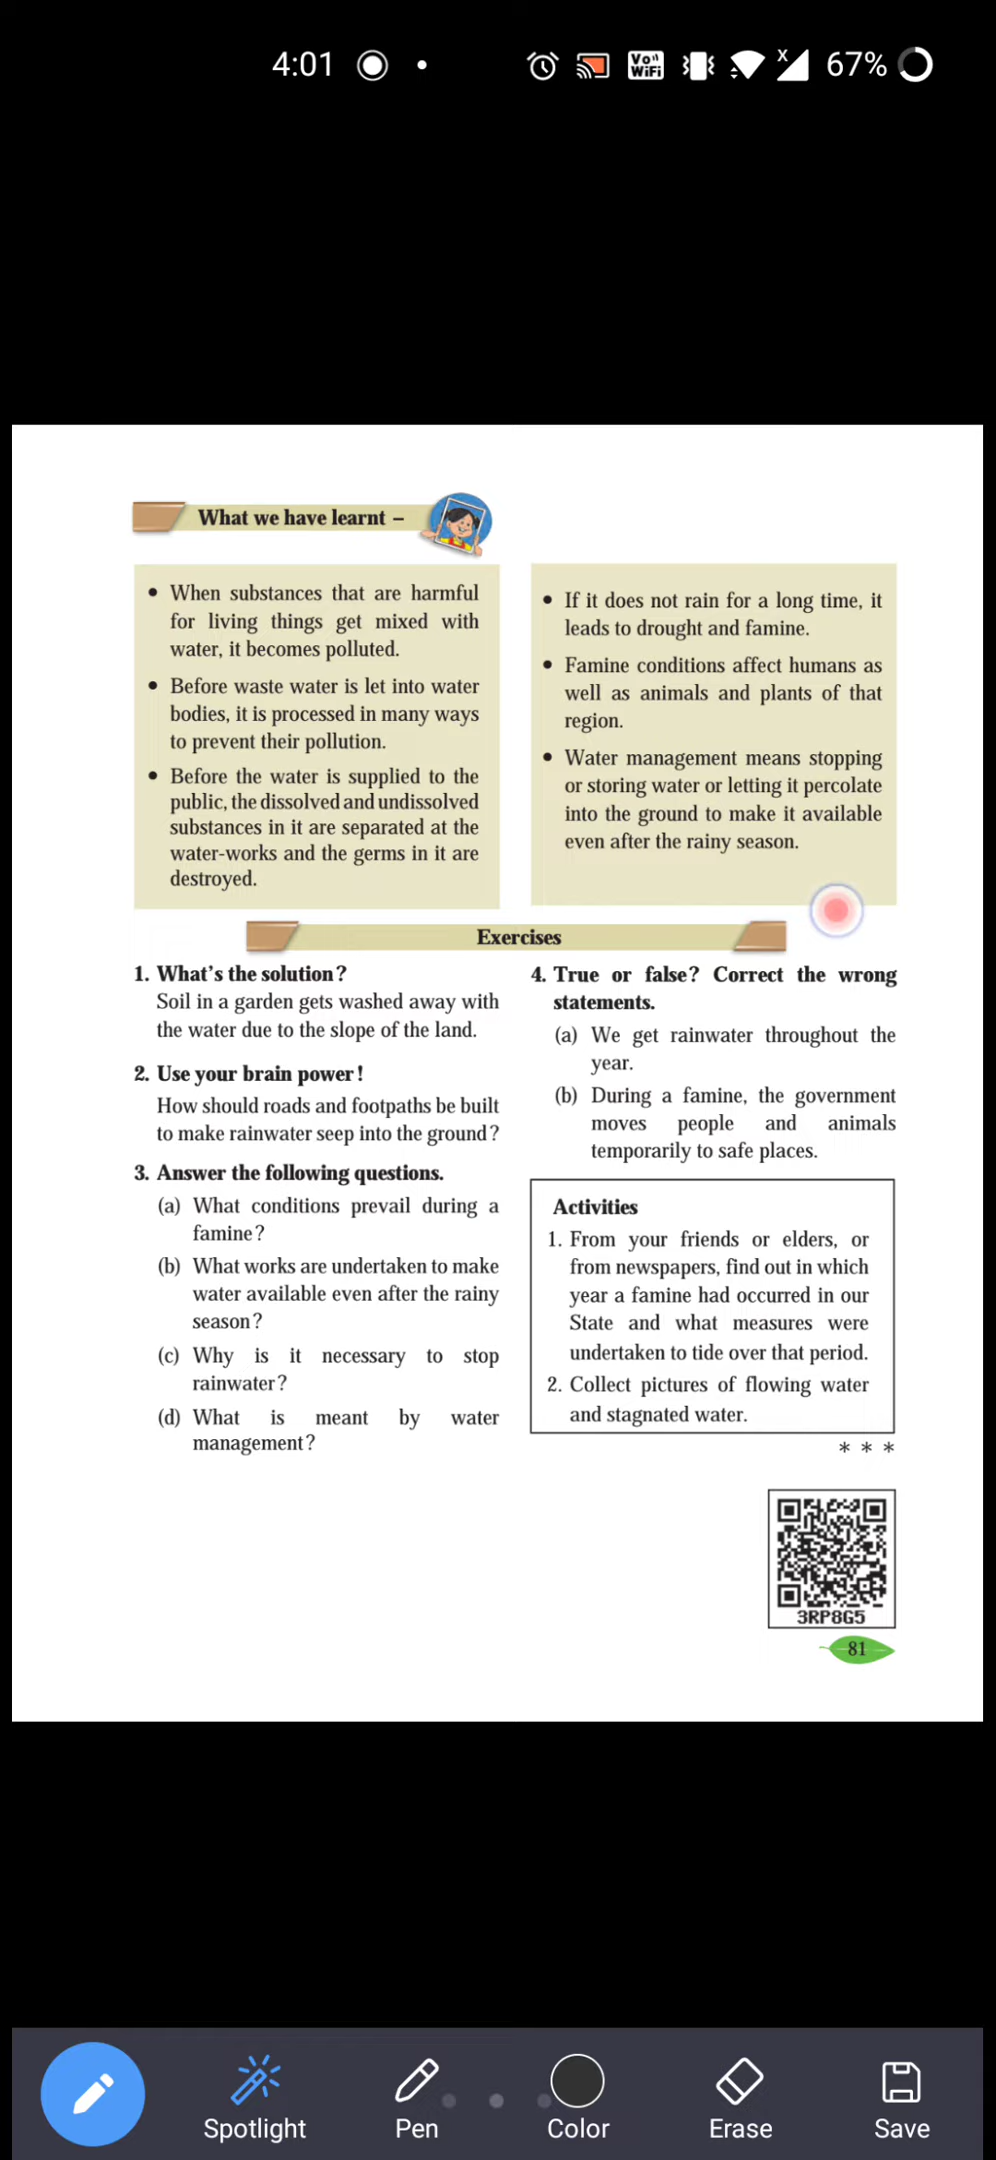 4:01
Vo))
WiFi
x
67%
What we have learnt –
• When substances that are harmful
for living things get mixed with
water, it becomes polluted.
• Before waste water is let into water
bodies, it is processed in many ways
to prevent their pollution.
• Before the water is supplied to the
public, the dissolved and undissolved
substances in it are separated at the
water-works and the germs in it are
destroyed.
• If it does not rain for a long time, it
leads to drought and famine.
• Famine conditions affect humans as
well as animals and plants of that
region.
• Water management means stopping
or storing water or letting it percolate
into the ground to make it available
even after the rainy season.
Exercises
1. What's the solution?
Soil in a garden gets washed away with
the water due to the slope of the land.
2. Use your brain power!
How should roads and footpaths be built
to make rainwater seep into the ground?
3. Answer the following questions.
(a) What conditions prevail during a
famine?
(b) What works are undertaken to make
water available even after the rainy
season?
(c) Why is it necessary to stop
rainwater?
(d) What is meant by water
management?
4. True or false? Correct the wrong
statements.
(a) We get rainwater throughout the
year.
(b) During a famine, the government
moves people and animals
temporarily to safe places.
Activities
1. From your friends or elders, or
from newspapers, find out in which
year a famine had occurred in our
State and what measures were
undertaken to tide over that period.
2. Collect pictures of flowing water
and stagnated water.
* * *
3RP8G5
81
Spotlight
Pen
Color
Erase
Save